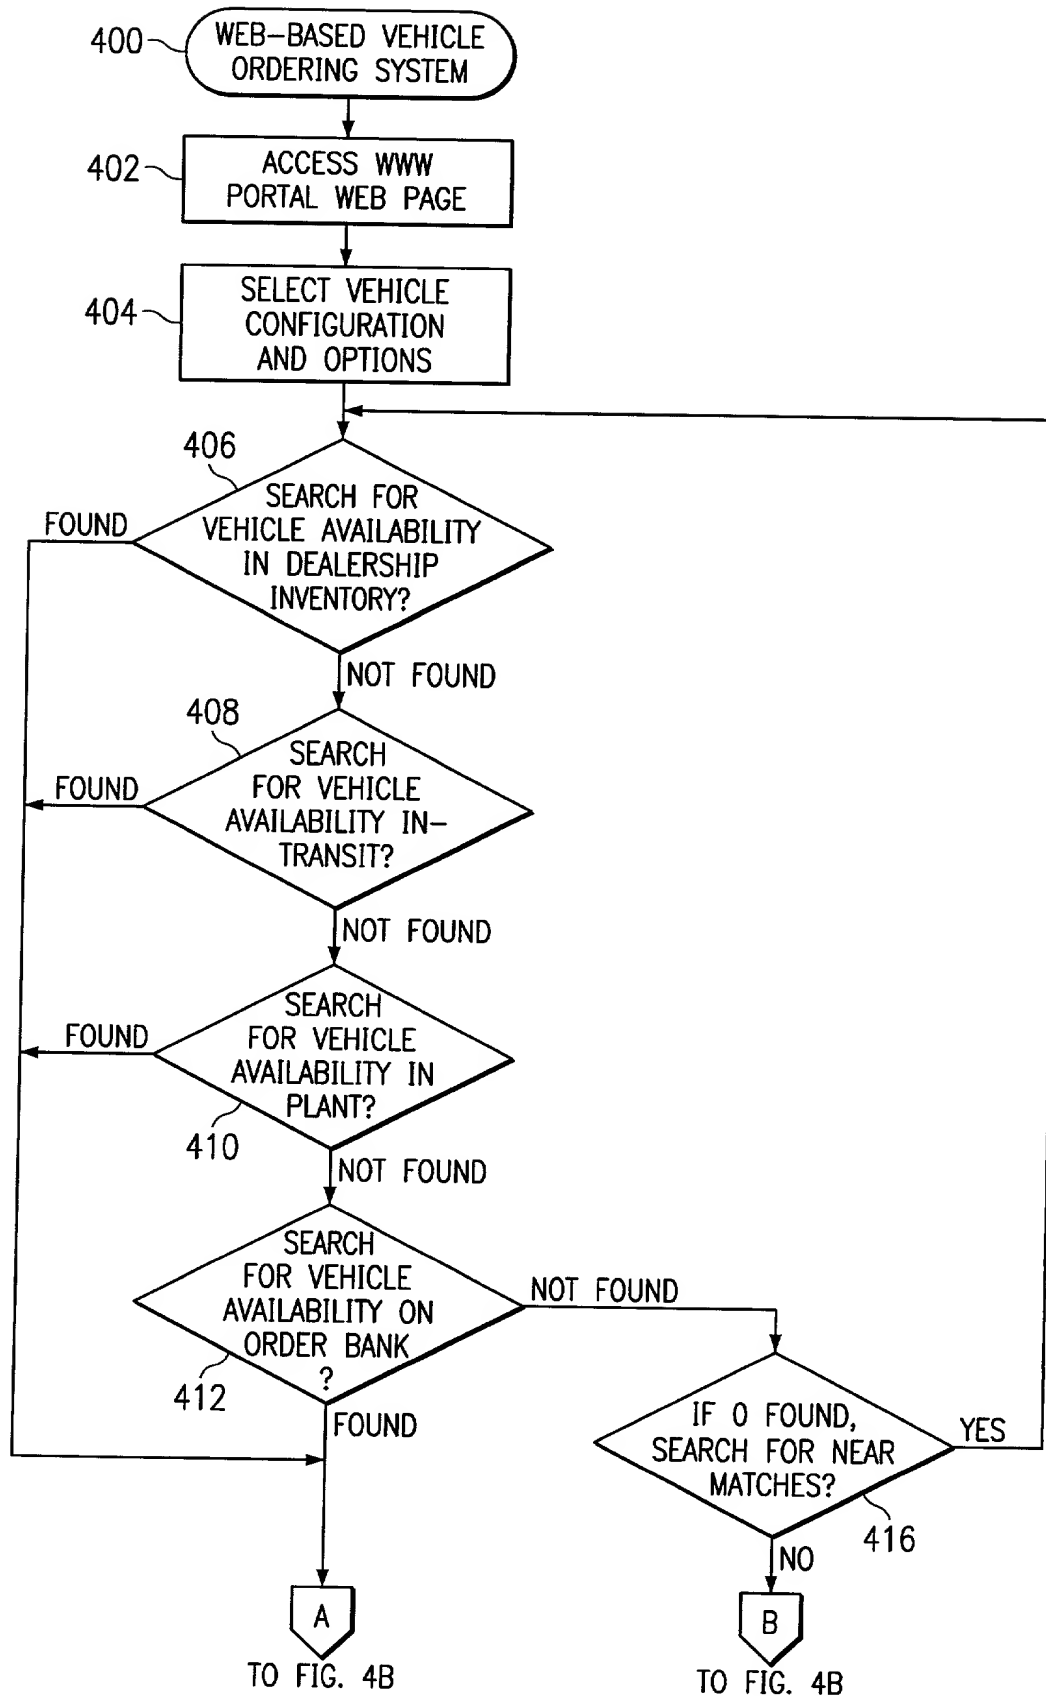 400
WEB-BASED VEHICLE
ORDERING SYSTEM
402
ACCESS WWW
PORTAL WEB PAGE
404
SELECT VEHICLE
CONFIGURATION
AND OPTIONS
406
SEARCH FOR
VEHICLE AVAILABILITY
IN DEALERSHIP
INVENTORY?
FOUND
NOT FOUND
408
SEARCH
FOR VEHICLE
AVAILABILITY IN-
TRANSIT?
FOUND
NOT FOUND
SEARCH
FOR VEHICLE
AVAILABILITY IN
PLANT?
FOUND
410
NOT FOUND
SEARCH
FOR VEHICLE
AVAILABILITY ON
ORDER BANK
?
412
NOT FOUND
FOUND
IF 0 FOUND,
SEARCH FOR NEAR
MATCHES?
YES
416
NO
A
TO FIG. 4B
B
TO FIG. 4B